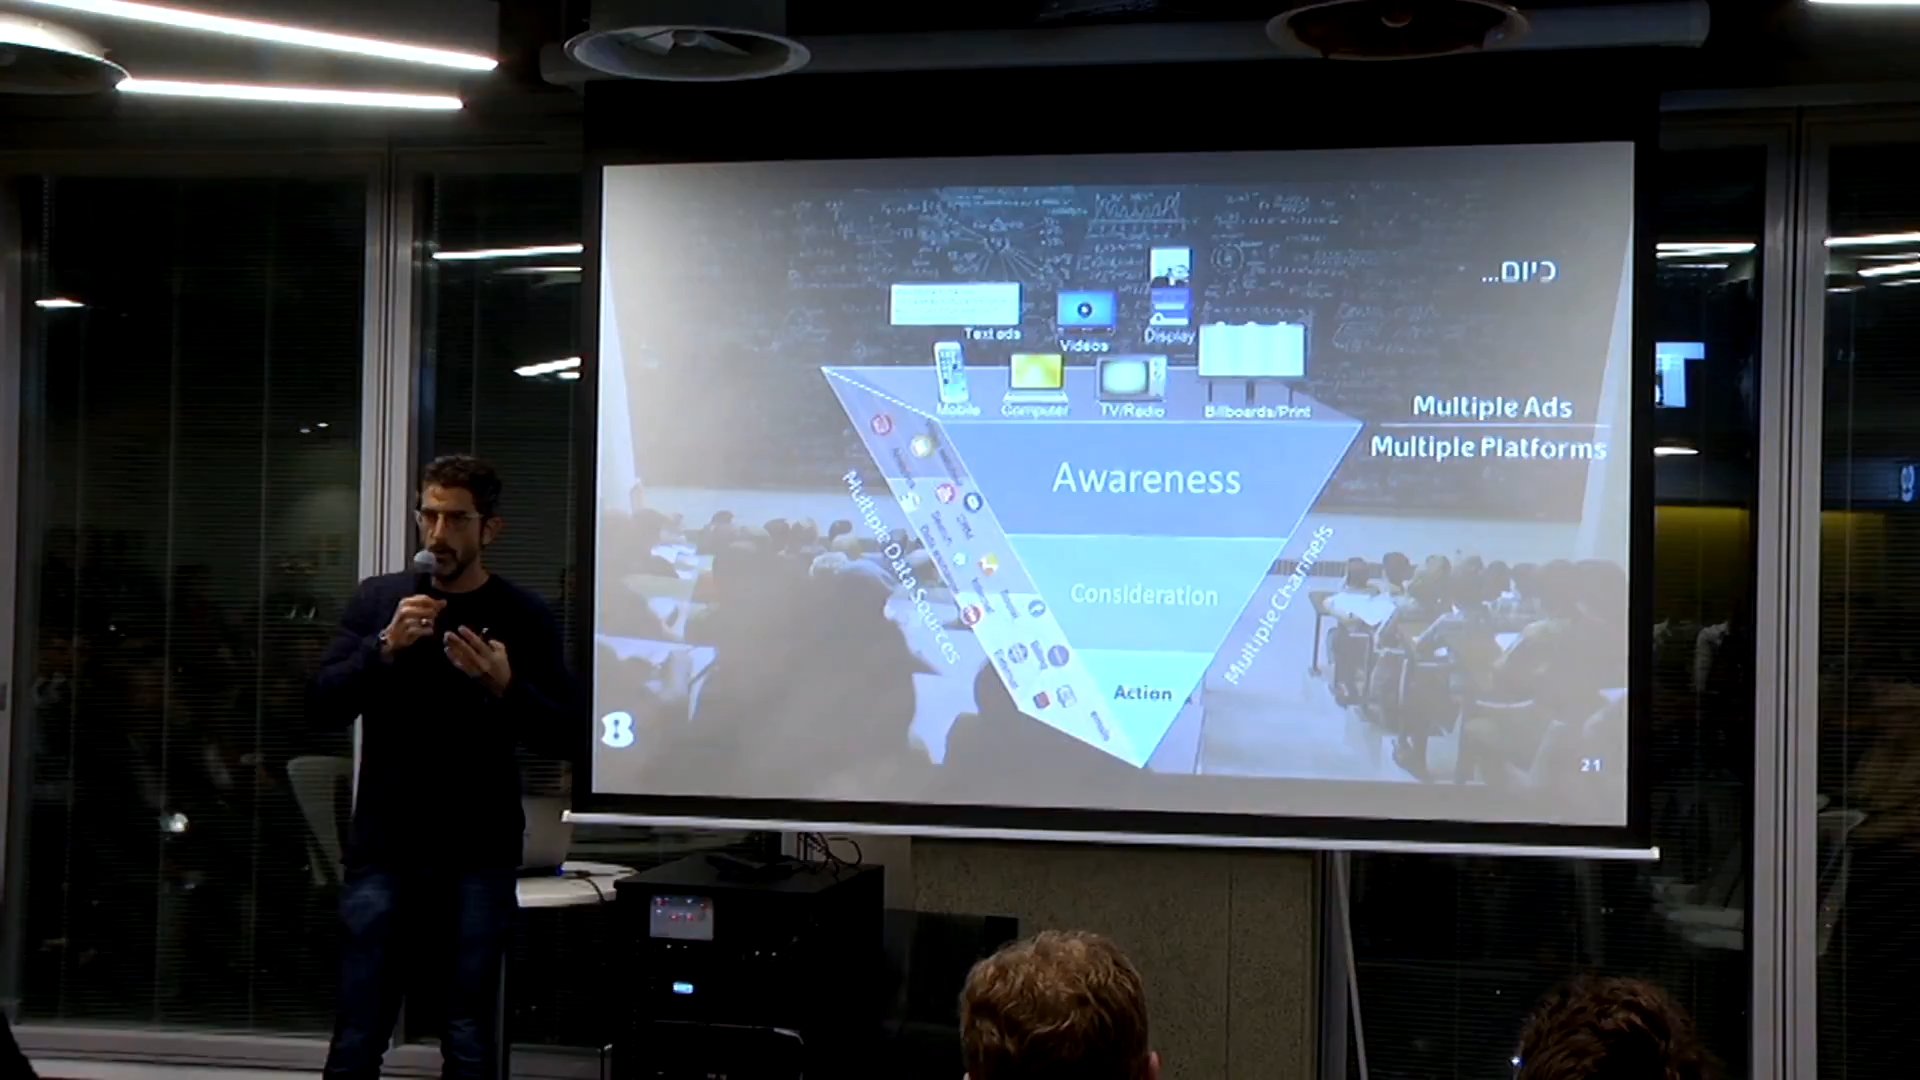 כיום...
Text ads
Videos
Display
Mobile
Computer
TV/Radio
Billboards/Print
Multiple Ads
Multiple Platforms
Awareness
Consideration
Action
Multiple Data Sources
Multiple Channels
21